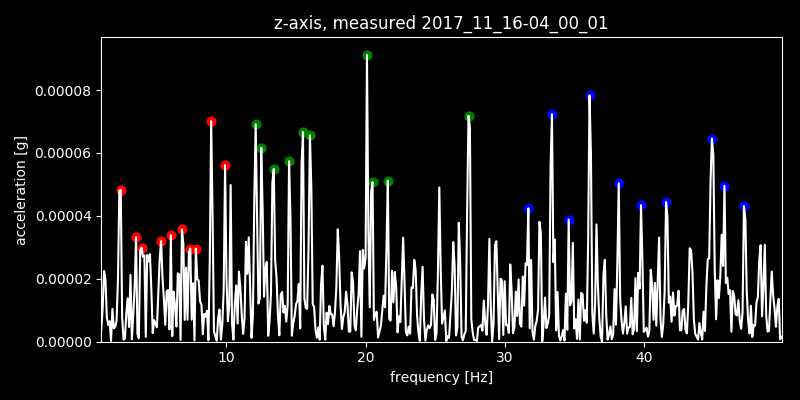 z-axis, measured 2017_11_16-04_00_01
acceleration [g]
0.00008
0.00006
0.00004
0.00002
0.00000
10 20 30 40
frequency [Hz]